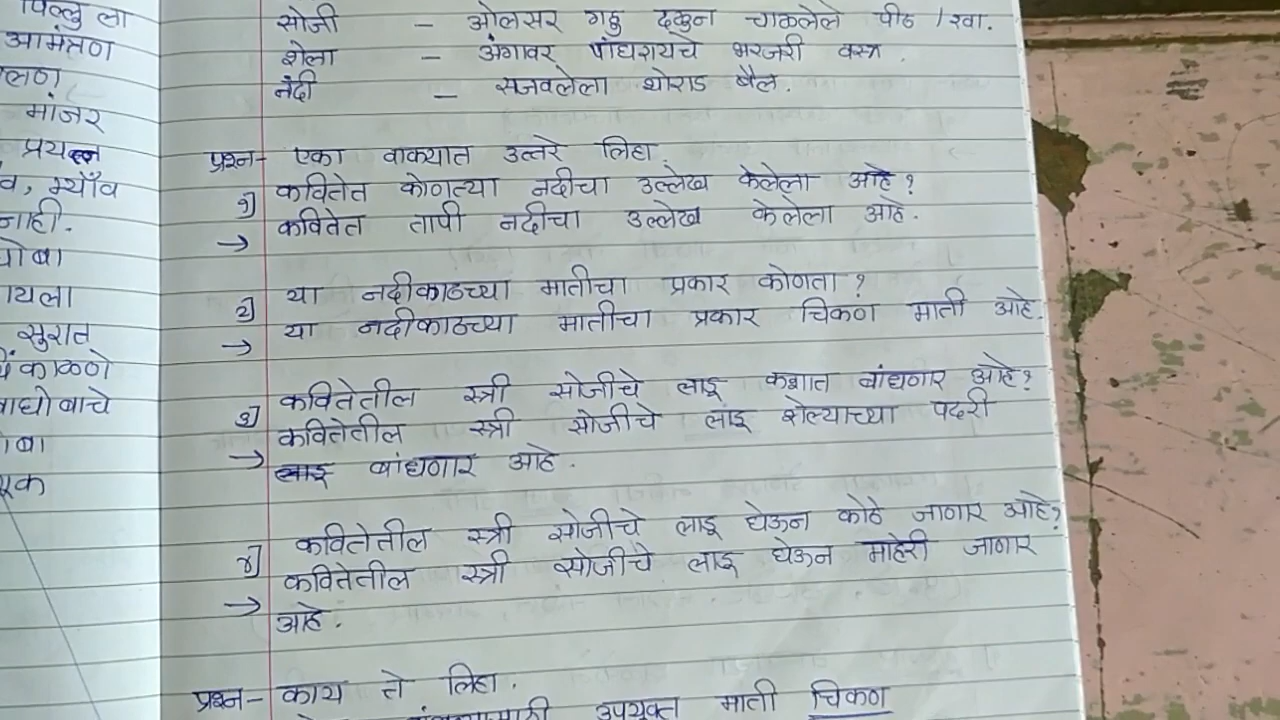 पिल्लु ला
आमंत्रण
मांजर
प्रयत्न
व, म्याँव
नाही.
ोबा
ायला
सुरात
काळणे
वाघोबाचे
ोबा
सोजी - ओलसर गहु दळुन चाळलेले पीठ / रवा.
शेला - अंगावर पांघरायचे भरजरी वस्त्र.
नंदी - सजवलेला थोराड बैल.
प्रश्न- एका वाक्यात उत्तरे लिहा
१) कवितेत कोणत्या नदीचा उल्लेख केलेला आहे?
→ कवितेत तापी नदीचा उल्लेख केलेला आहे.
२) या नदीकाठच्या मातीचा प्रकार कोणता?
→ या नदीकाठच्या मातीचा प्रकार चिकण माती आहे.
३) कवितेतील स्त्री सोजीचे लाडू कशात बांधणार आहे?
→ कवितेतील स्त्री सोजीचे लाडू शेल्याच्या पदरी
लाडू बांधणार आहे.
४) कवितेतील स्त्री सोजीचे लाडू घेऊन कोठे जाणार आहे?
→ कवितेतील स्त्री सोजीचे लाडू घेऊन माहेरी जाणार
आहे.
प्रश्न- काय ते लिहा.
उपयुक्त माती चिकण